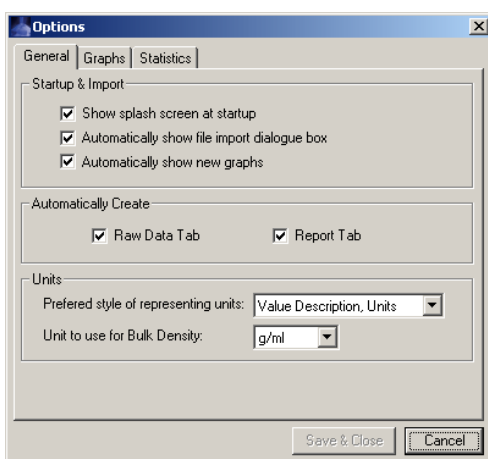 Options
General Graphs Statistics
Startup & Import
Show splash screen at startup
Automatically show file import dialogue box
Automatically show new graphs
Automatically Create
Raw Data Tab Report Tab
Units
Prefered style of representing units: Value Description, Units
Unit to use for Bulk Density: g/ml
Save & Close Cancel